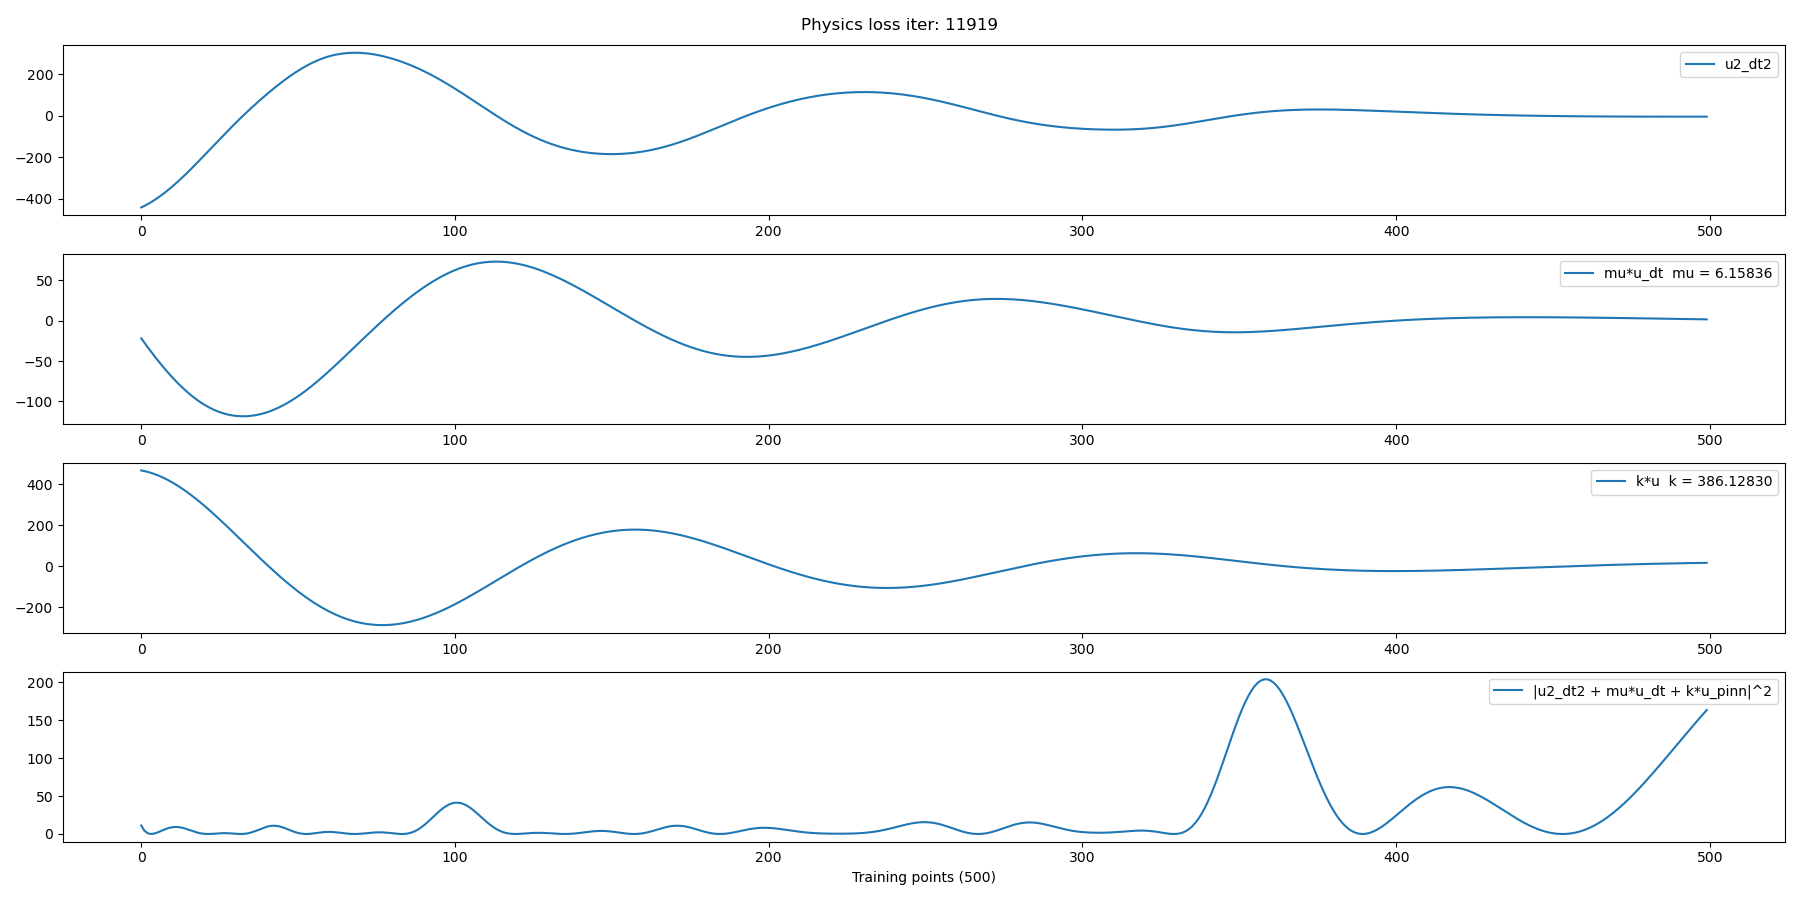 Physics loss iter: 11919
u2_dt2
200
0
−200
−400
0 100 200 300 400 500
mu*u_dt  mu = 6.15836
50
0
−50
−100
0 100 200 300 400 500
k*u  k = 386.12830
400
200
0
−200
0 100 200 300 400 500
|u2_dt2 + mu*u_dt + k*u_pinn|^2
200
150
100
50
0
0 100 200 300 400 500
Training points (500)